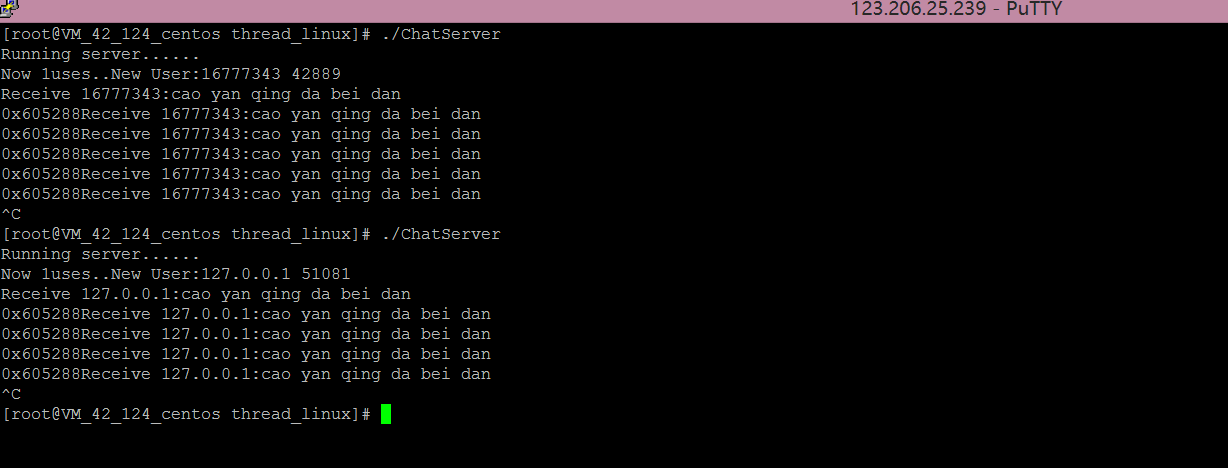 123.206.25.239 - PuTTY
[root@VM_42_124_centos thread_linux]# ./ChatServer
Running server......
Now 1uses..New User:16777343 42889
Receive 16777343:cao yan qing da bei dan
0x605288Receive 16777343:cao yan qing da bei dan
0x605288Receive 16777343:cao yan qing da bei dan
0x605288Receive 16777343:cao yan qing da bei dan
0x605288Receive 16777343:cao yan qing da bei dan
0x605288Receive 16777343:cao yan qing da bei dan
^C
[root@VM_42_124_centos thread_linux]# ./ChatServer
Running server......
Now 1uses..New User:127.0.0.1 51081
Receive 127.0.0.1:cao yan qing da bei dan
0x605288Receive 127.0.0.1:cao yan qing da bei dan
0x605288Receive 127.0.0.1:cao yan qing da bei dan
0x605288Receive 127.0.0.1:cao yan qing da bei dan
0x605288Receive 127.0.0.1:cao yan qing da bei dan
^C
[root@VM_42_124_centos thread_linux]#